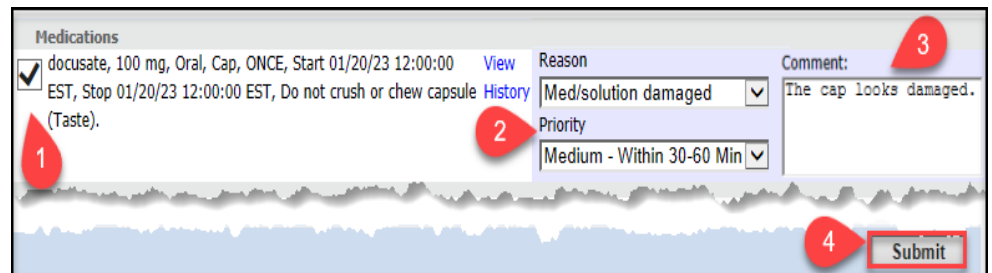 Medications
docusate, 100 mg, Oral, Cap, ONCE, Start 01/20/23 12:00:00
EST, Stop 01/20/23 12:00:00 EST, Do not crush or chew capsule
(Taste).
View
History
1
Reason
Med/solution damaged
2
Priority
Medium - Within 30-60 Min
3
Comment:
The cap looks damaged.
4
Submit